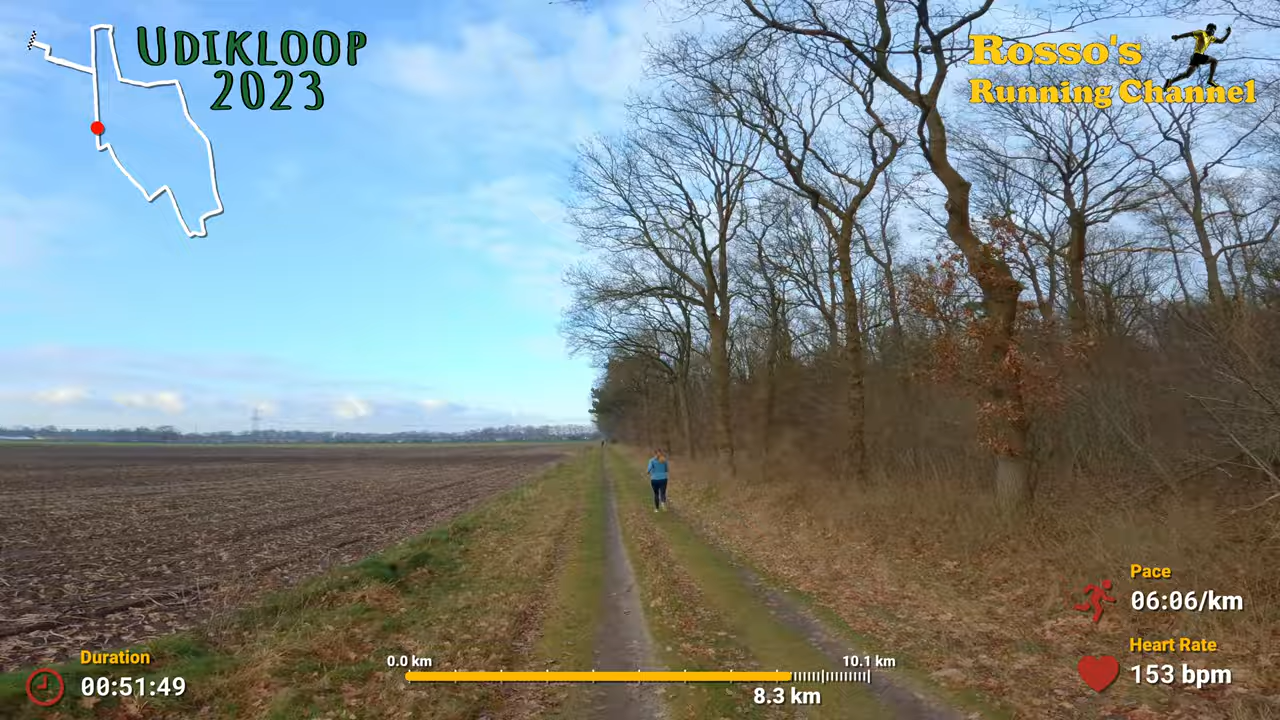 UDIKLOOP
2023
Rosso's
Running Channel
Pace
06:06/km
Heart Rate
153 bpm
Duration
00:51:49
0.0 km
10.1 km
8.3 km